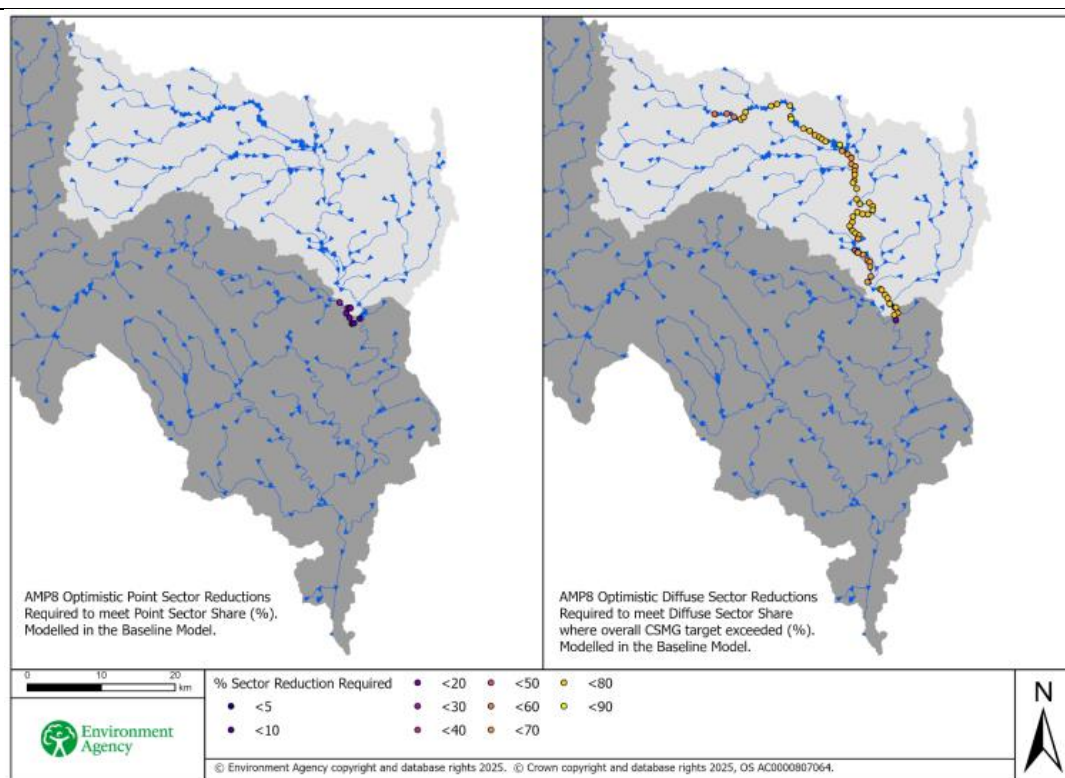 AMP8 Optimistic Point Sector Reductions
Required to meet Point Sector Share (%).
Modelled in the Baseline Model.
AMP8 Optimistic Diffuse Sector Reductions
Required to meet Diffuse Sector Share
where overall CSMG target exceeded (%).
Modelled in the Baseline Model.
0 10 20
km
Environment
Agency
% Sector Reduction Required
<5
<10
<20
<30
<40
<50
<60
<70
<80
<90
N
© Environment Agency copyright and database rights 2025. © Crown copyright and database rights 2025, OS AC0000807064.